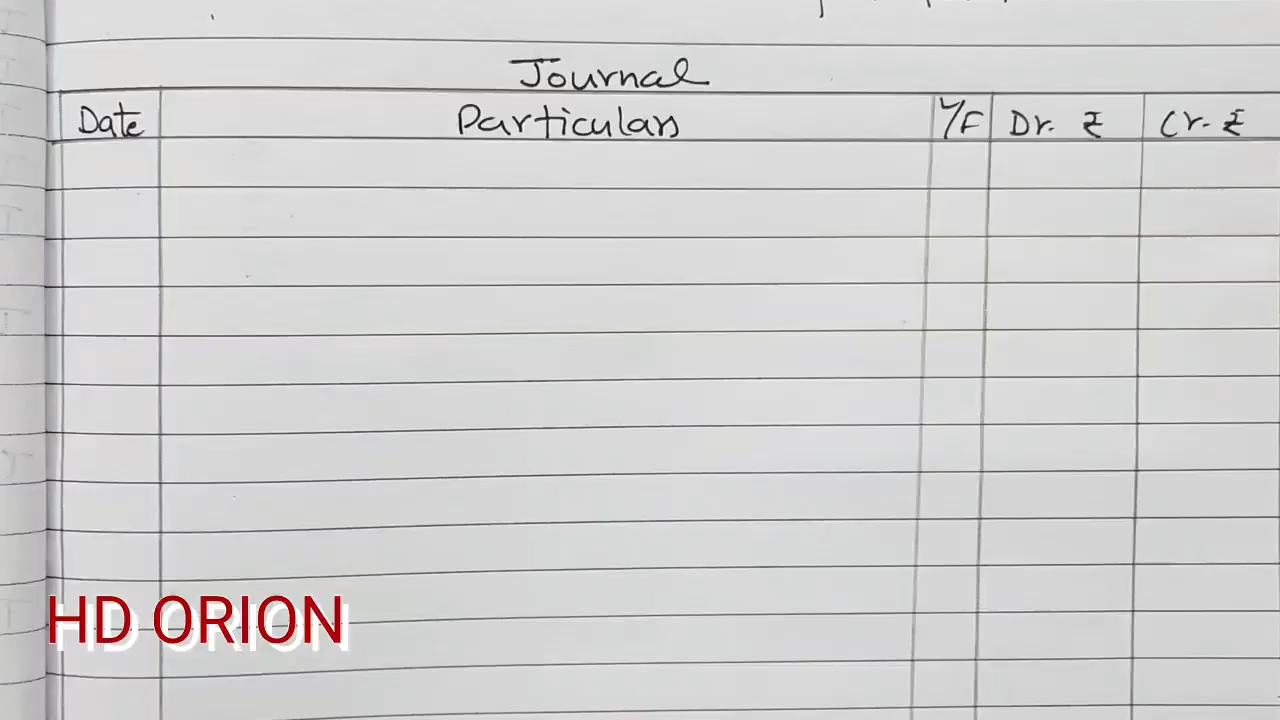 Journal
Date Particulars L/F Dr. ₹ Cr. ₹
HD ORION